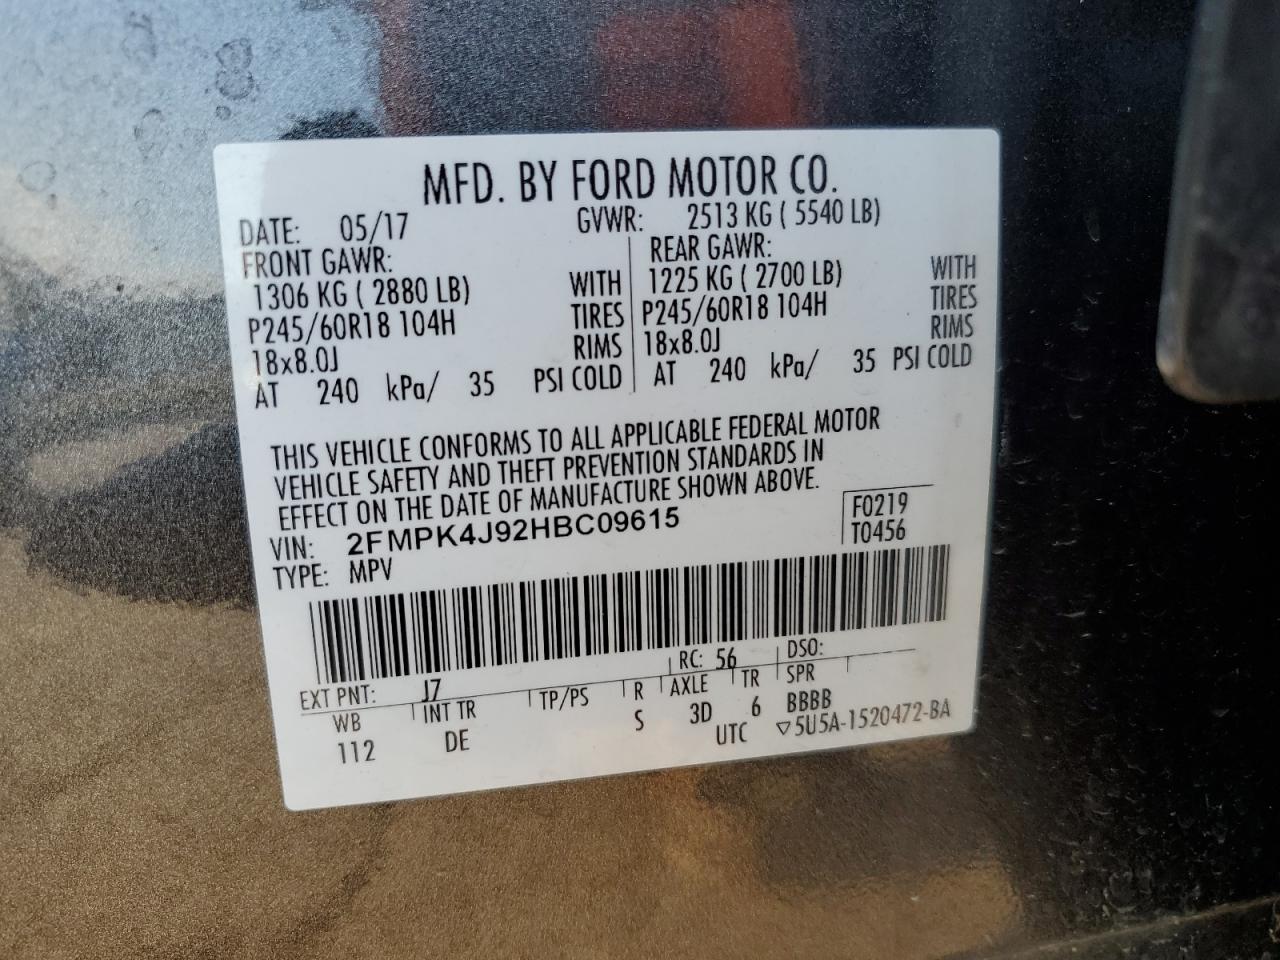 MFD. BY FORD MOTOR CO.
DATE: 05/17 GVWR: 2513 KG ( 5540 LB)
FRONT GAWR: REAR GAWR:
1306 KG ( 2880 LB) WITH 1225 KG ( 2700 LB) WITH
P245/60R18 104H TIRES P245/60R18 104H TIRES
18x8.0J RIMS 18x8.0J RIMS
AT 240 kPa/ 35 PSI COLD AT 240 kPa/ 35 PSI COLD
THIS VEHICLE CONFORMS TO ALL APPLICABLE FEDERAL MOTOR
VEHICLE SAFETY AND THEFT PREVENTION STANDARDS IN
EFFECT ON THE DATE OF MANUFACTURE SHOWN ABOVE.
VIN: 2FMPK4J92HBC09615 F0219
TYPE: MPV T0456
EXT PNT: J7 RC: 56 DSO:
WB INT TR TP/PS R AXLE TR SPR
112 DE S 3D 6 BBBB
UTC ▽5U5A-1520472-BA